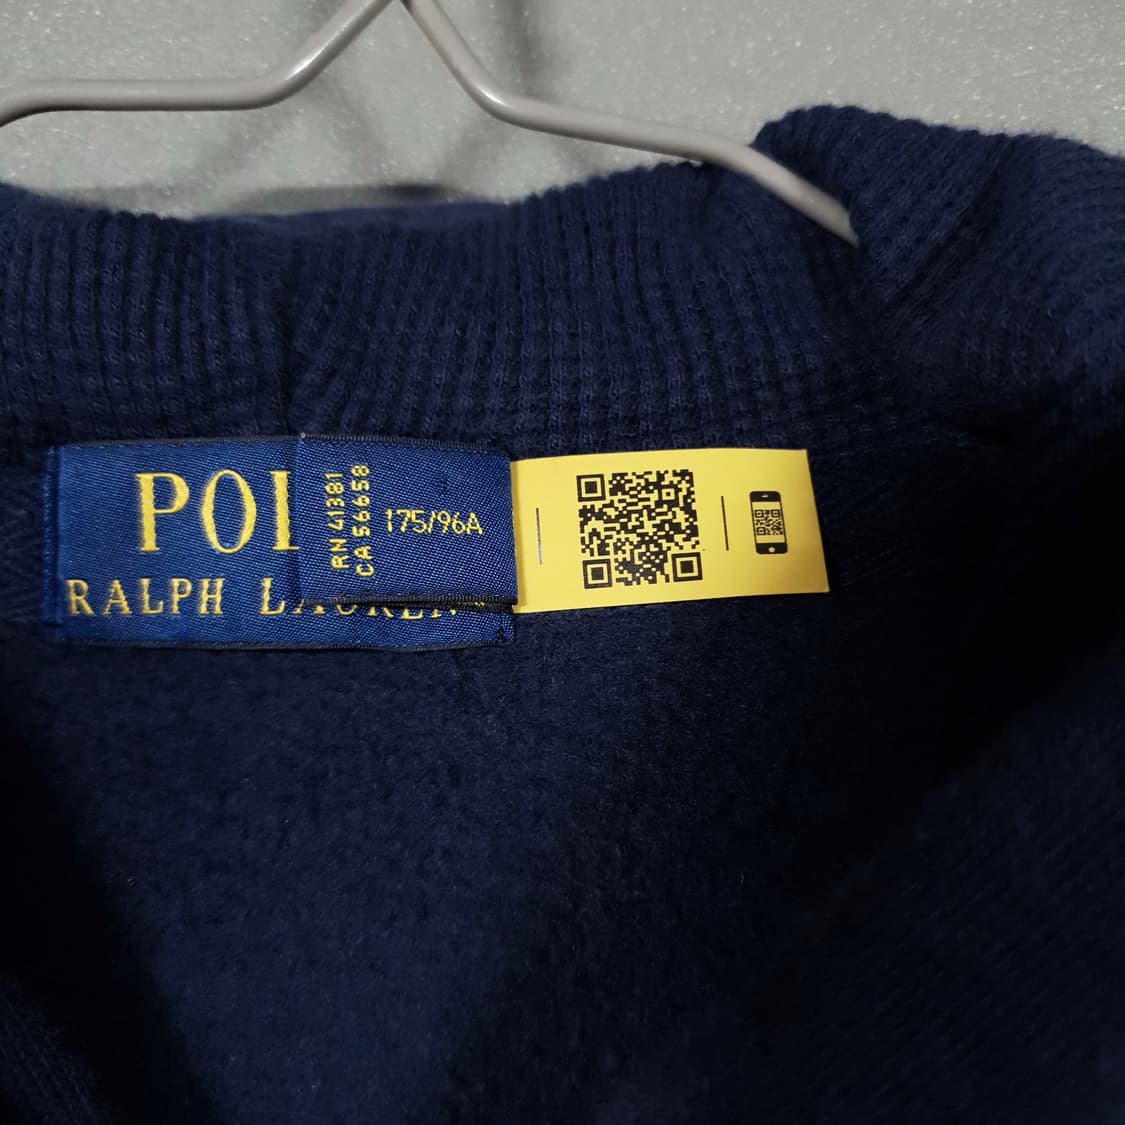 POL
RALPH LAUREN
RN 41381
CA 56658
175/96A